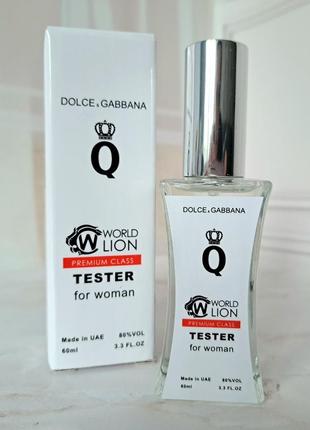 DOLCE & GABBANA
Q
WORLD
LION
PREMIUM CLASS
TESTER
for woman
Made in UAE 80%VOL
60ml 3.3 FL.OZ
DOLCE & GABBANA
Q
WORLD
LION
PREMIUM CLASS
TESTER
for woman
Made in UAE 80%VOL
60ml 3.3 FL.OZ